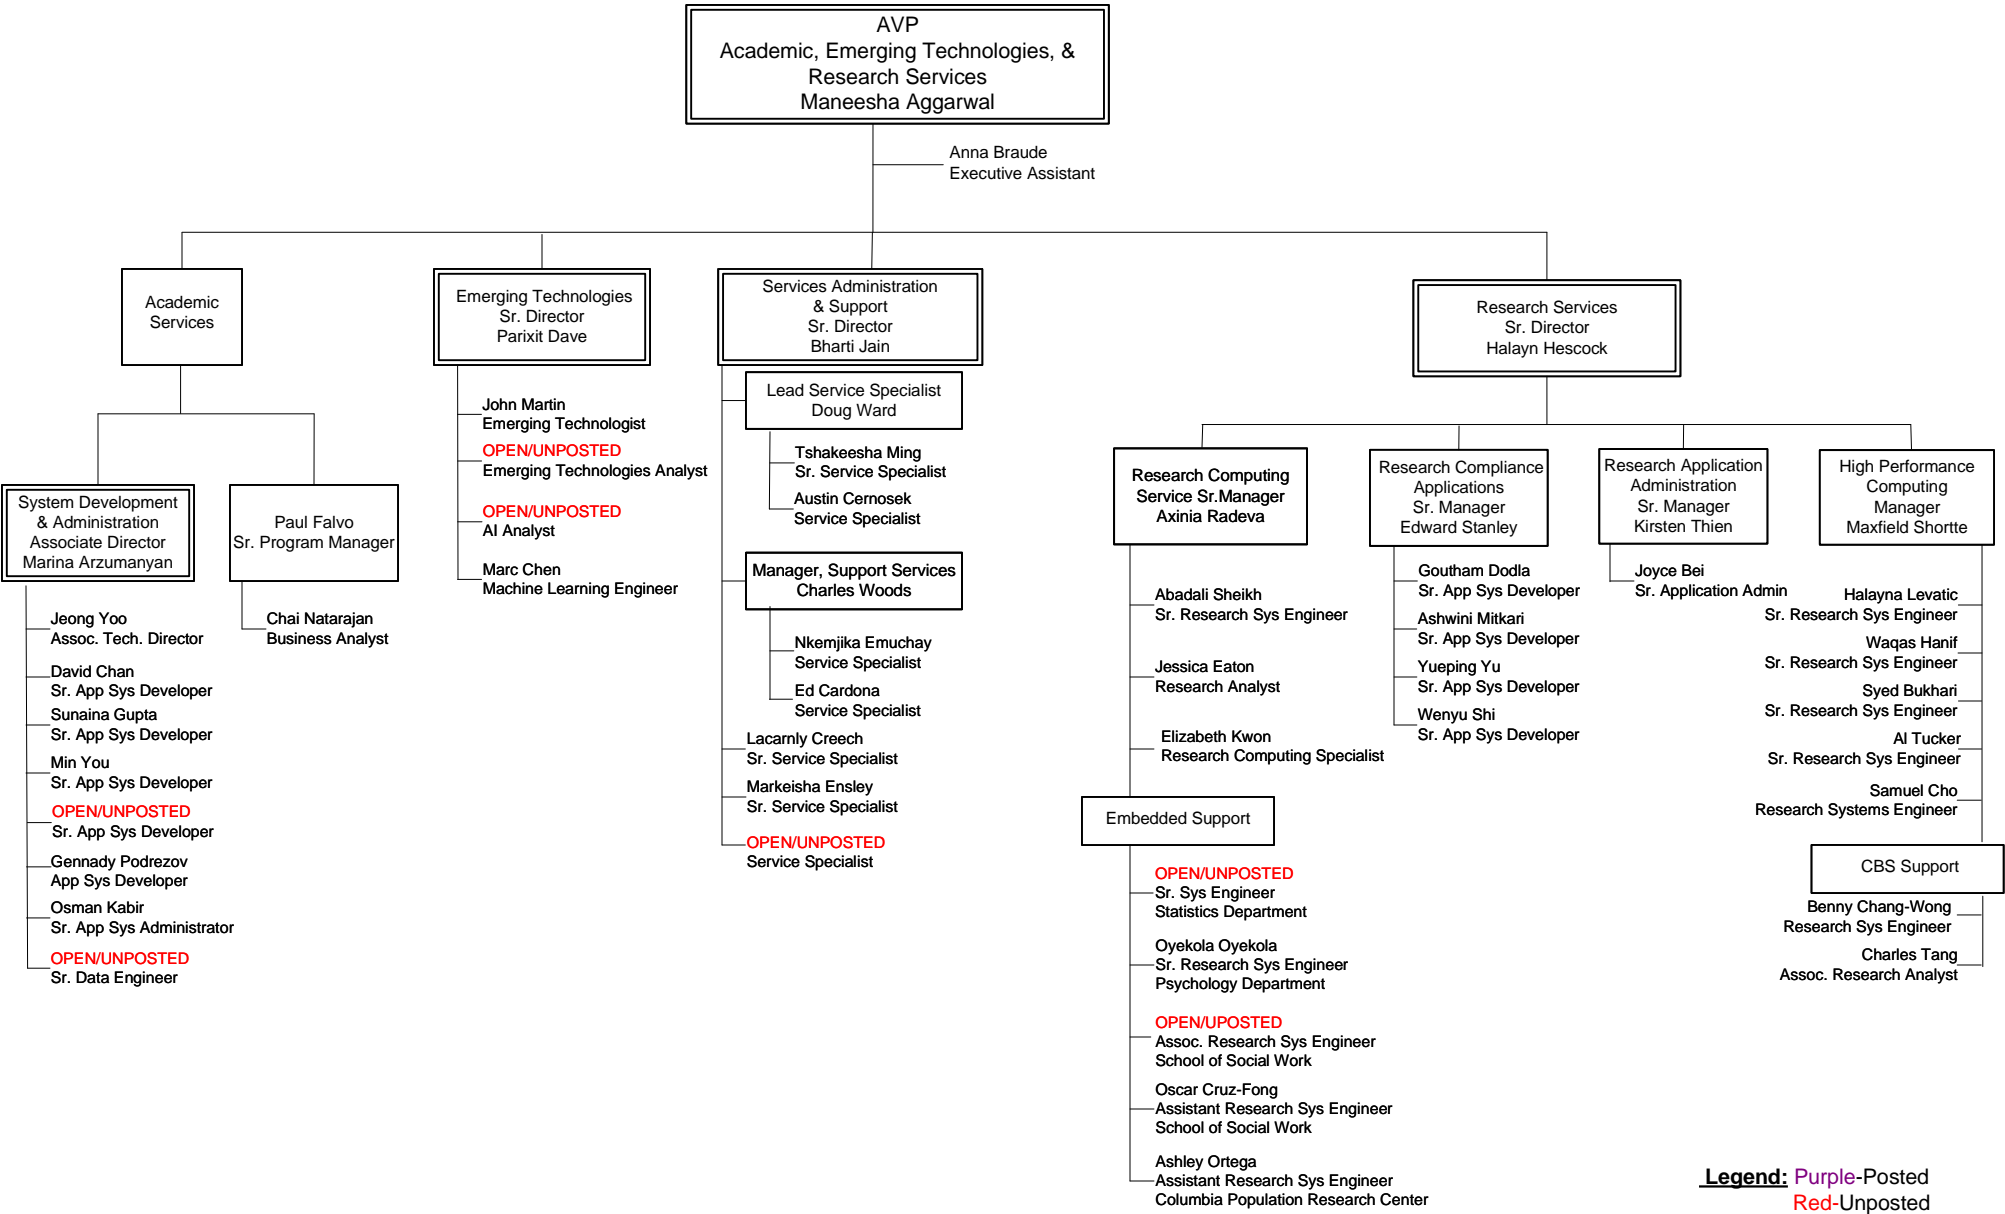 AVP
Academic, Emerging Technologies, &
Research Services
Maneesha Aggarwal
Anna Braude
Executive Assistant
Academic
Services
System Development
& Administration
Associate Director
Marina Arzumanyan
Jeong Yoo
Assoc. Tech. Director
David Chan
Sr. App Sys Developer
Sunaina Gupta
Sr. App Sys Developer
Min You
Sr. App Sys Developer
OPEN/UNPOSTED
Sr. App Sys Developer
Gennady Podrezov
App Sys Developer
Osman Kabir
Sr. App Sys Administrator
OPEN/UNPOSTED
Sr. Data Engineer
Paul Falvo
Sr. Program Manager
Chai Natarajan
Business Analyst
Emerging Technologies
Sr. Director
Parixit Dave
John Martin
Emerging Technologist
OPEN/UNPOSTED
Emerging Technologies Analyst
OPEN/UNPOSTED
AI Analyst
Marc Chen
Machine Learning Engineer
Services Administration
& Support
Sr. Director
Bharti Jain
Lead Service Specialist
Doug Ward
Tshakeesha Ming
Sr. Service Specialist
Austin Cernosek
Service Specialist
Manager, Support Services
Charles Woods
Nkemjika Emuchay
Service Specialist
Ed Cardona
Service Specialist
Lacarnly Creech
Sr. Service Specialist
Markeisha Ensley
Sr. Service Specialist
OPEN/UNPOSTED
Service Specialist
Research Services
Sr. Director
Halayn Hescock
Research Computing
Service Sr.Manager
Axinia Radeva
Abadali Sheikh
Sr. Research Sys Engineer
Jessica Eaton
Research Analyst
Elizabeth Kwon
Research Computing Specialist
Embedded Support
OPEN/UNPOSTED
Sr. Sys Engineer
Statistics Department
Oyekola Oyekola
Sr. Research Sys Engineer
Psychology Department
OPEN/UPOSTED
Assoc. Research Sys Engineer
School of Social Work
Oscar Cruz-Fong
Assistant Research Sys Engineer
School of Social Work
Ashley Ortega
Assistant Research Sys Engineer
Columbia Population Research Center
Research Compliance
Applications
Sr. Manager
Edward Stanley
Goutham Dodla
Sr. App Sys Developer
Ashwini Mitkari
Sr. App Sys Developer
Yueping Yu
Sr. App Sys Developer
Wenyu Shi
Sr. App Sys Developer
Research Application
Administration
Sr. Manager
Kirsten Thien
Joyce Bei
Sr. Application Admin
High Performance
Computing
Manager
Maxfield Shortte
Halayna Levatic
Sr. Research Sys Engineer
Waqas Hanif
Sr. Research Sys Engineer
Syed Bukhari
Sr. Research Sys Engineer
Al Tucker
Sr. Research Sys Engineer
Samuel Cho
Research Systems Engineer
CBS Support
Benny Chang-Wong
Research Sys Engineer
Charles Tang
Assoc. Research Analyst
Legend: Purple-Posted
Red-Unposted